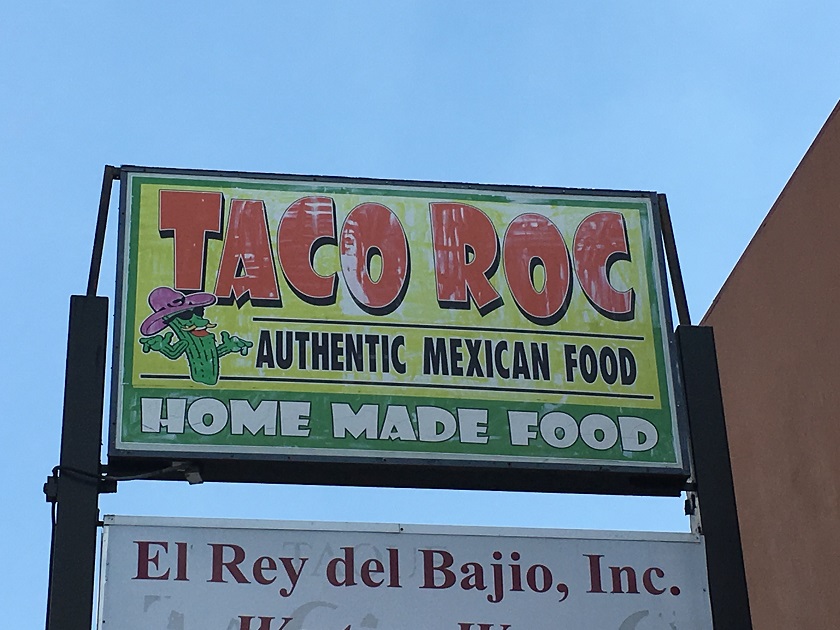 TACO ROC
AUTHENTIC MEXICAN FOOD
HOME MADE FOOD
El Rey del Bajio, Inc.